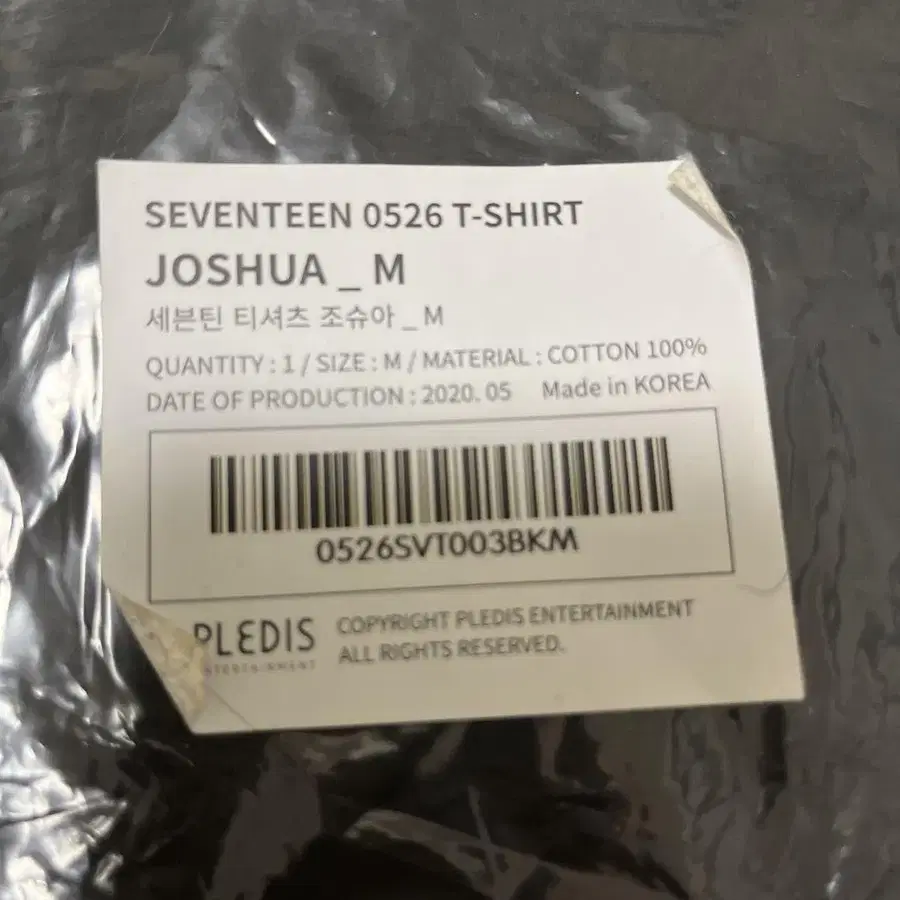 SEVENTEEN 0526 T-SHIRT
JOSHUA _ M
세븐틴 티셔츠 조슈아 _ M
QUANTITY : 1 / SIZE : M / MATERIAL : COTTON 100%
DATE OF PRODUCTION : 2020. 05 Made in KOREA
0526SVT003BKM
PLEDIS COPYRIGHT PLEDIS ENTERTAINMENT
ALL RIGHTS RESERVED.